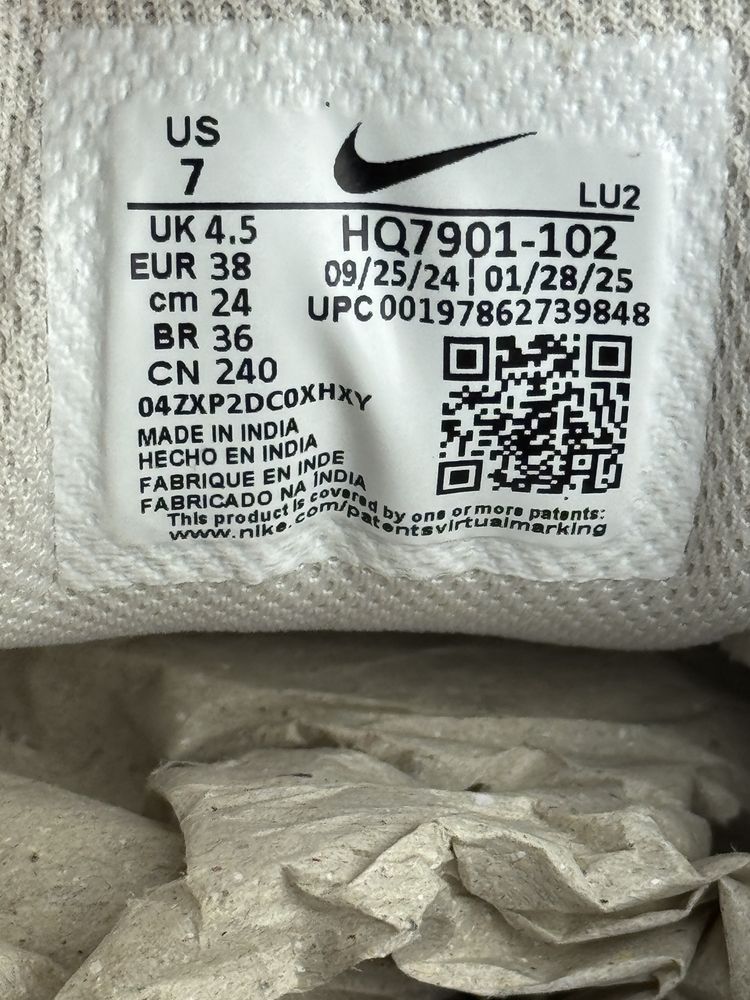 US
7
LU2
UK 4.5
EUR 38
cm 24
BR 36
CN 240
HQ7901-102
09/25/24 | 01/28/25
UPC 00197862739848
04ZXP2DC0XHXY
MADE IN INDIA
HECHO EN INDIA
FABRIQUE EN INDE
FABRICADO NA ÍNDIA
This product is covered by one or more patents:
www.nike.com/patentsvirtualmarking